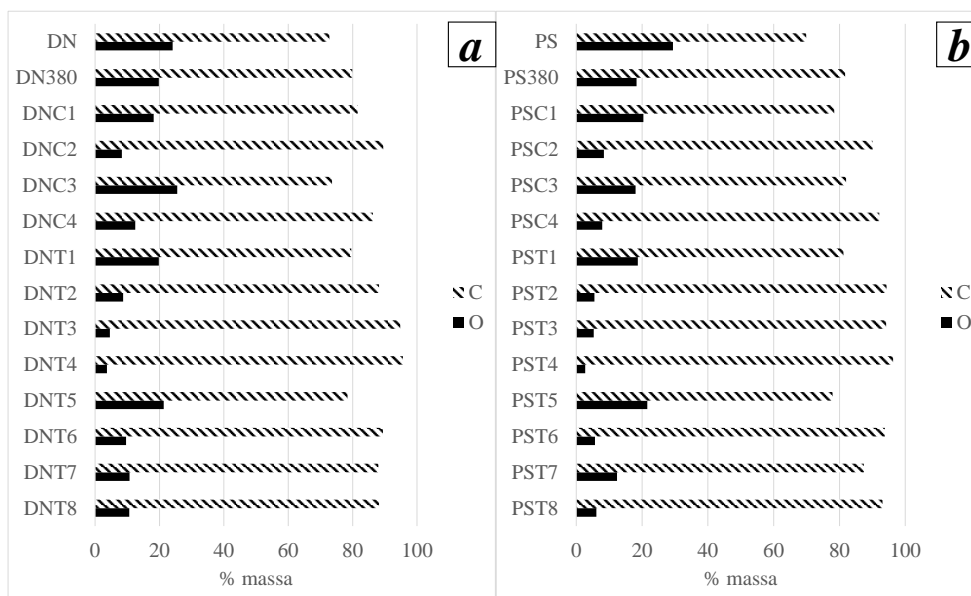 a
DN
DN380
DNC1
DNC2
DNC3
DNC4
DNT1
DNT2
DNT3
DNT4
DNT5
DNT6
DNT7
DNT8
C
O
0 20 40 60 80 100
% massa
b
PS
PS380
PSC1
PSC2
PSC3
PSC4
PST1
PST2
PST3
PST4
PST5
PST6
PST7
PST8
C
O
0 20 40 60 80 100
% massa